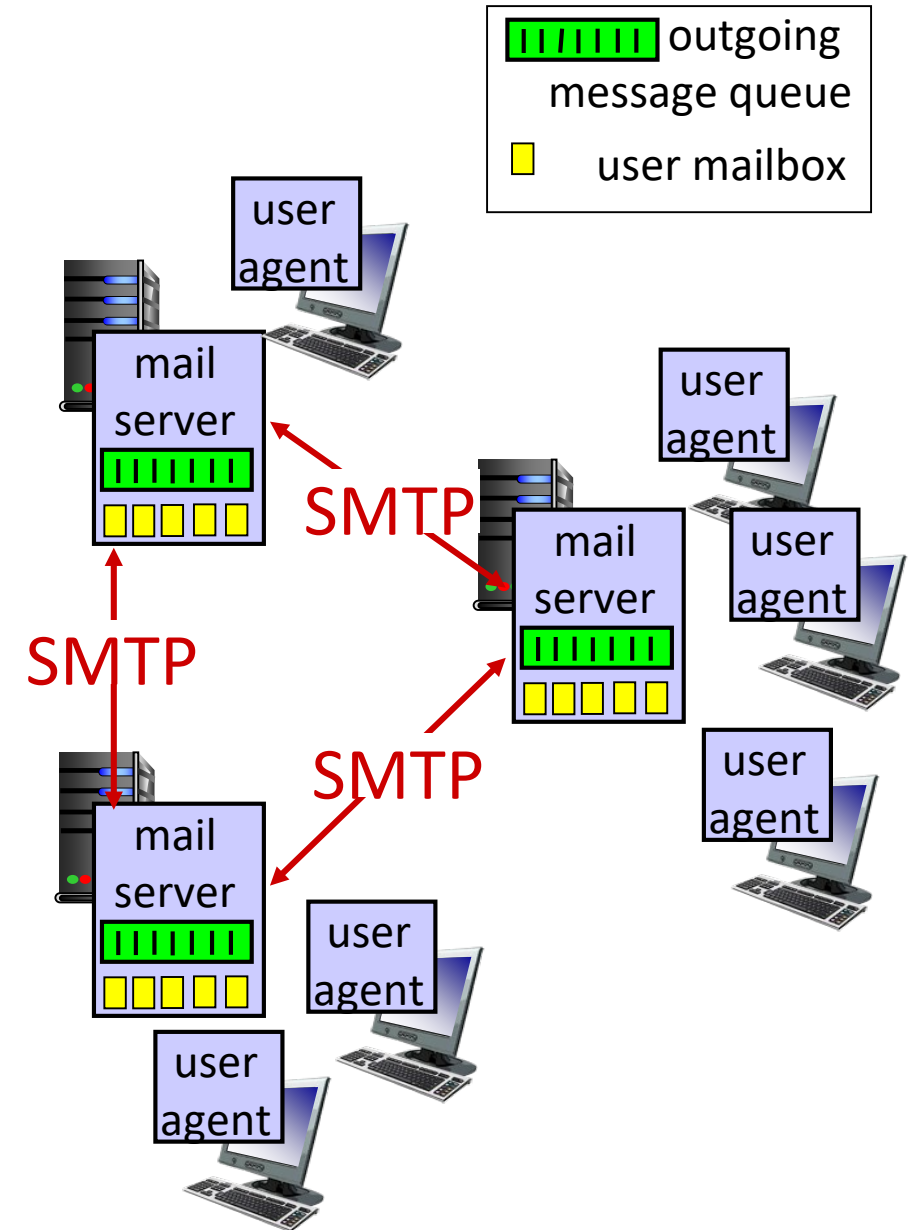 outgoing
message queue
user mailbox
user
agent
mail
server
SMTP
user
agent
mail
server
user
agent
SMTP
SMTP
user
agent
mail
server
user
agent
user
agent